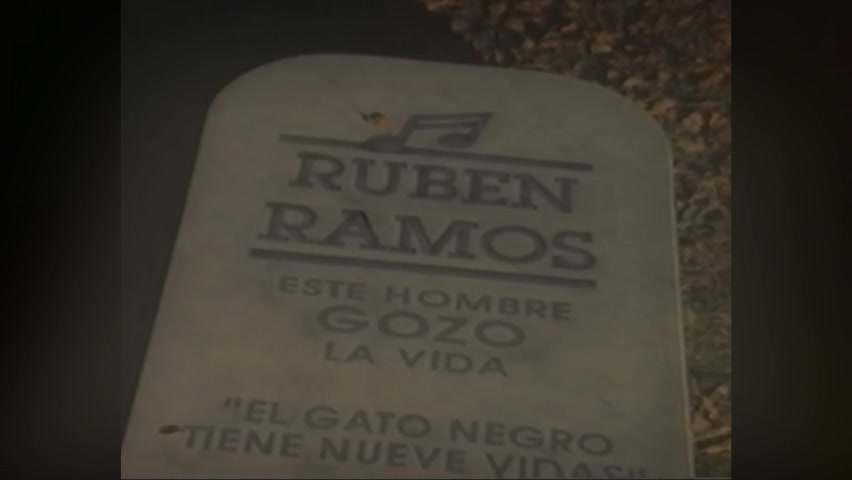 RUBEN
RAMOS
ESTE HOMBRE
GOZO
LA VIDA
"EL GATO NEGRO
TIENE NUEVE VIDAS!!